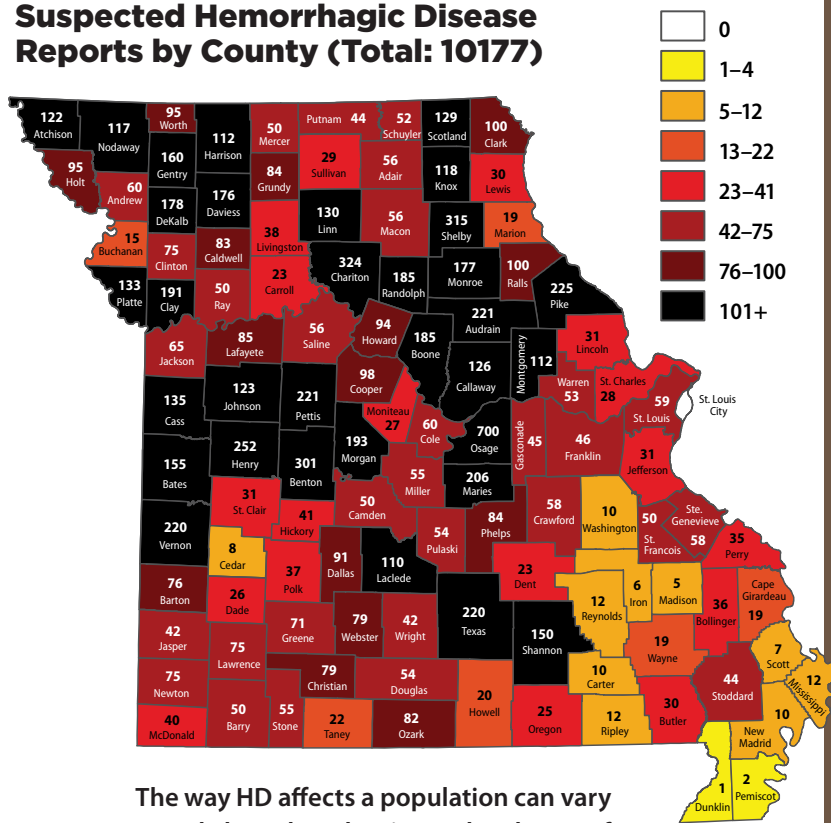 Suspected Hemorrhagic Disease
Reports by County (Total: 10177)
0
1–4
5–12
13–22
23–41
42–75
76–100
101+
122
Atchison
117
Nodaway
95
Worth
112
Harrison
50
Mercer
Putnam 44
52
Schuyler
129
Scotland
100
Clark
95
Holt
60
Andrew
160
Gentry
84
Grundy
29
Sullivan
56
Adair
118
Knox
30
Lewis
178
DeKalb
176
Daviess
38
Livingston
130
Linn
56
Macon
315
Shelby
19
Marion
15
Buchanan
75
Clinton
83
Caldwell
23
Carroll
324
Chariton
185
Randolph
177
Monroe
100
Ralls
225
Pike
133
Platte
191
Clay
50
Ray
65
Jackson
85
Lafayete
56
Saline
94
Howard
185
Boone
221
Audrain
126
Callaway
Montgomery
112
31
Lincoln
Warren
53
St. Charles
28
59
St. Louis
St. Louis
City
135
Cass
123
Johnson
221
Pettis
98
Cooper
Moniteau
27
60
Cole
700
Osage
Gasconade
45
46
Franklin
31
Jefferson
155
Bates
252
Henry
301
Benton
193
Morgan
55
Miller
206
Maries
220
Vernon
31
St. Clair
41
Hickory
50
Camden
54
Pulaski
84
Phelps
58
Crawford
10
Washington
50
St.
Francois
Ste.
Genevieve
58
35
Perry
8
Cedar
37
Polk
91
Dallas
110
Laclede
23
Dent
12
Reynolds
6
Iron
5
Madison
36
Bollinger
Cape
Girardeau
19
76
Barton
26
Dade
71
Greene
79
Webster
42
Wright
220
Texas
150
Shannon
19
Wayne
7
Scott
42
Jasper
75
Lawrence
79
Christian
54
Douglas
20
Howell
10
Carter
44
Stoddard
12
Mississippi
75
Newton
50
Barry
55
Stone
22
Taney
82
Ozark
25
Oregon
12
Ripley
30
Butler
10
New
Madrid
40
McDonald
1
Dunklin
2
Pemiscot
The way HD affects a population can vary